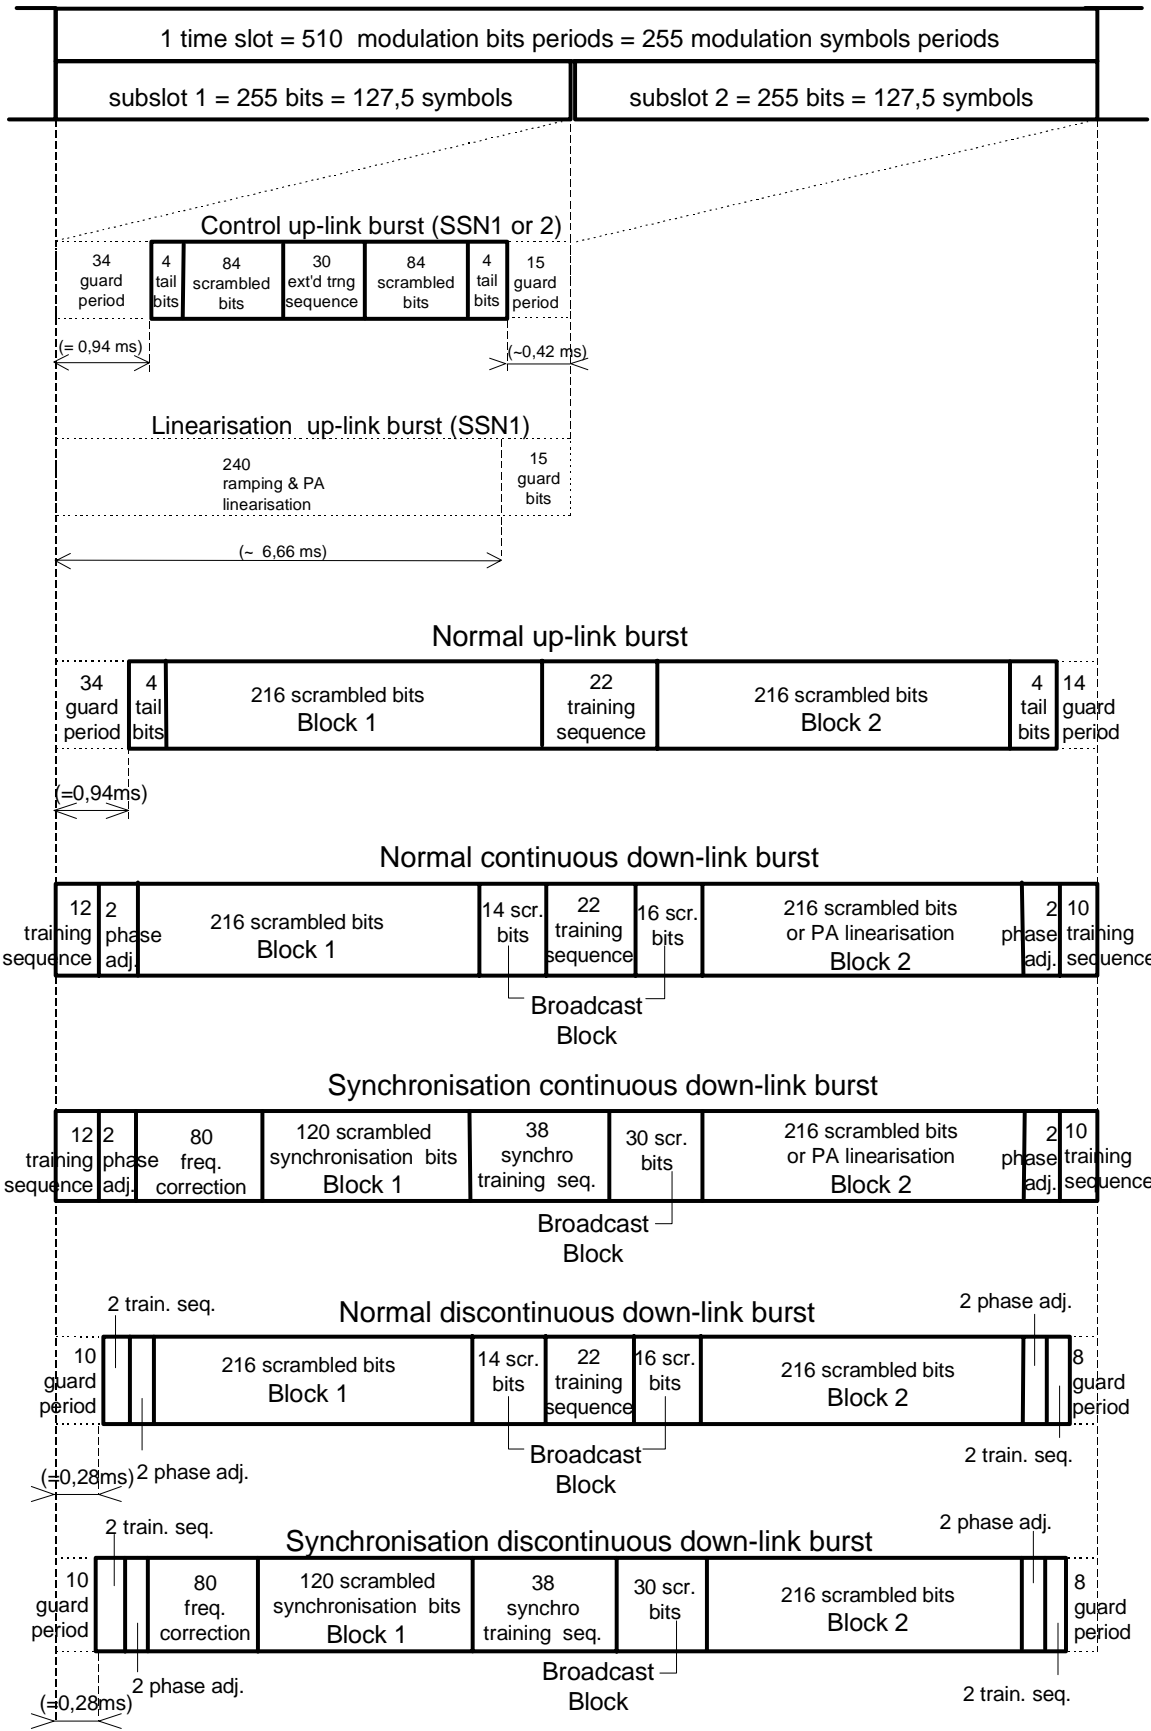 1 time slot = 510 modulation bits periods = 255 modulation symbols periods
subslot 1 = 255 bits = 127,5 symbols
subslot 2 = 255 bits = 127,5 symbols
Control up-link burst (SSN1 or 2)
34
guard
period
4
tail
bits
84
scrambled
bits
30
ext'd trng
sequence
84
scrambled
bits
4
tail
bits
15
guard
period
(= 0,94 ms)
(~0,42 ms)
Linearisation up-link burst (SSN1)
240
ramping & PA
linearisation
15
guard
bits
(~ 6,66 ms)
Normal up-link burst
34
guard
period
4
tail
bits
216 scrambled bits
Block 1
22
training
sequence
216 scrambled bits
Block 2
4
tail
bits
14
guard
period
(=0,94ms)
Normal continuous down-link burst
12
training
sequence
2
phase
adj.
216 scrambled bits
Block 1
14 scr.
bits
22
training
sequence
16 scr.
bits
216 scrambled bits
or PA linearisation
Block 2
2
phase
adj.
10
training
sequence
Broadcast
Block
Synchronisation continuous down-link burst
12
training
sequence
2
phase
adj.
80
freq.
correction
120 scrambled
synchronisation bits
Block 1
38
synchro
training seq.
30 scr.
bits
216 scrambled bits
or PA linearisation
Block 2
2
phase
adj.
10
training
sequence
Broadcast
Block
2 train. seq.
Normal discontinuous down-link burst
2 phase adj.
10
guard
period
216 scrambled bits
Block 1
14 scr.
bits
22
training
sequence
16 scr.
bits
216 scrambled bits
Block 2
8
guard
period
Broadcast
Block
2 train. seq.
(=0,28ms)
2 phase adj.
2 train. seq.
Synchronisation discontinuous down-link burst
2 phase adj.
10
guard
period
80
freq.
correction
120 scrambled
synchronisation bits
Block 1
38
synchro
training seq.
30 scr.
bits
216 scrambled bits
Block 2
8
guard
period
2 phase adj.
Broadcast
Block
2 train. seq.
(=0,28ms)